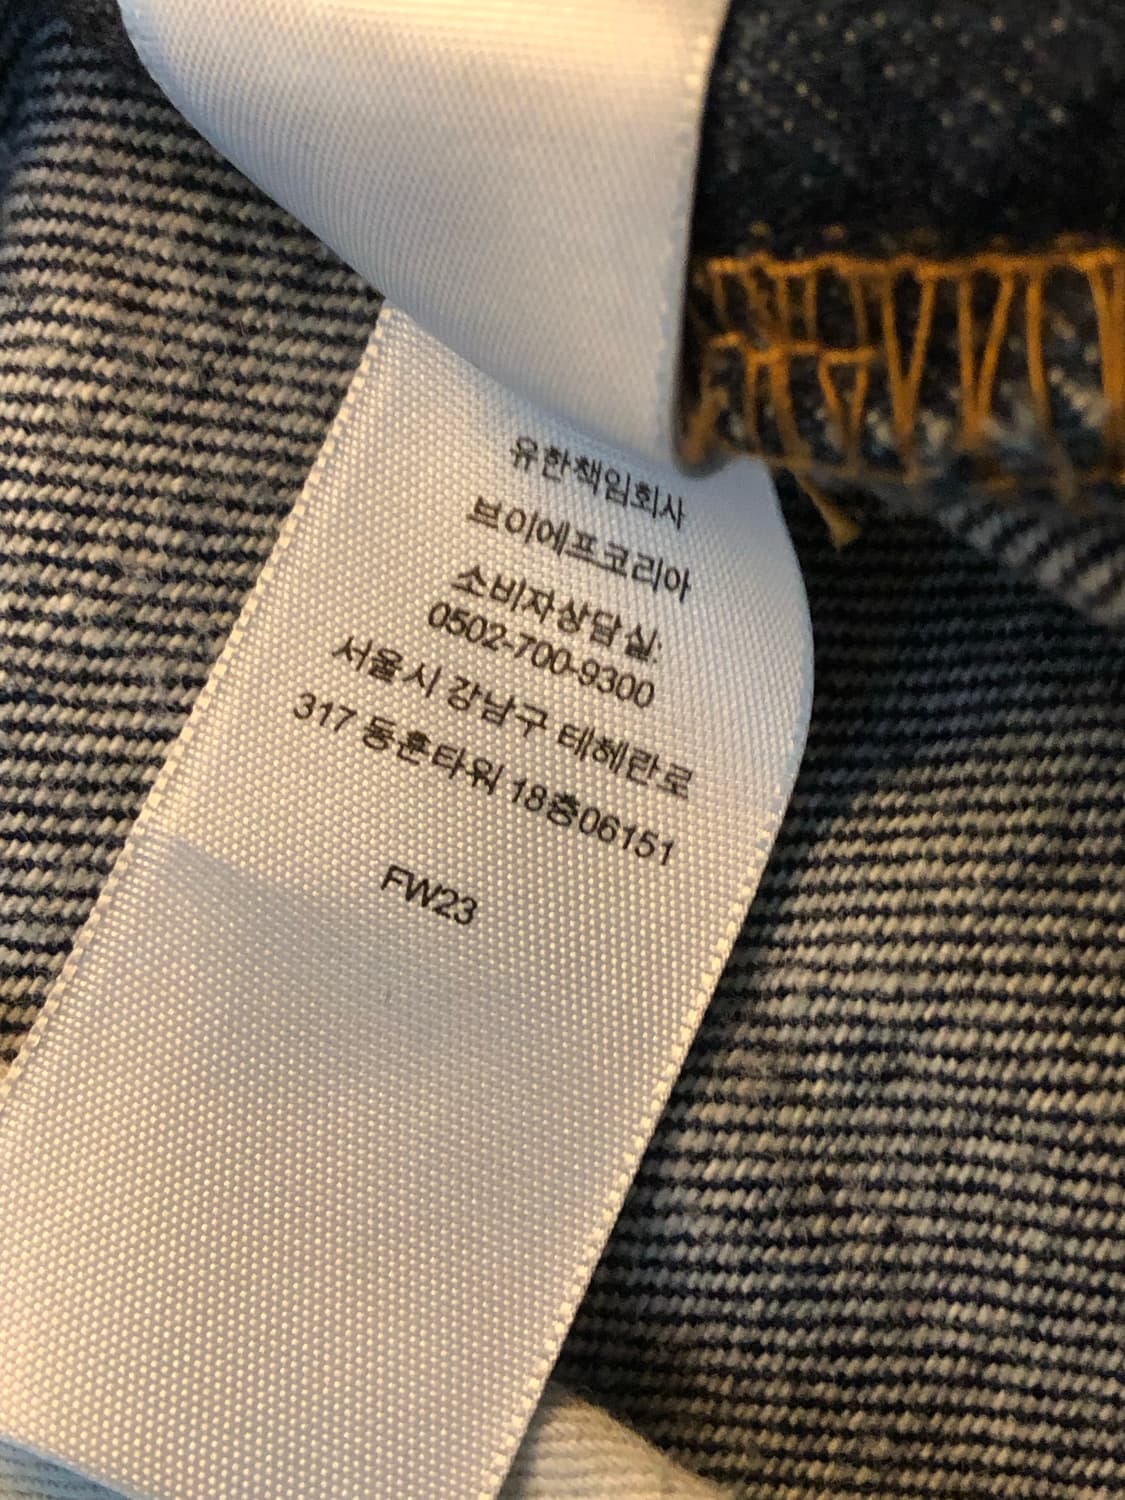 유한책임회사
브이에프코리아
소비자상담실:
0502-700-9300
서울시 강남구 테헤란로
317 동훈타워 18층06151
FW23